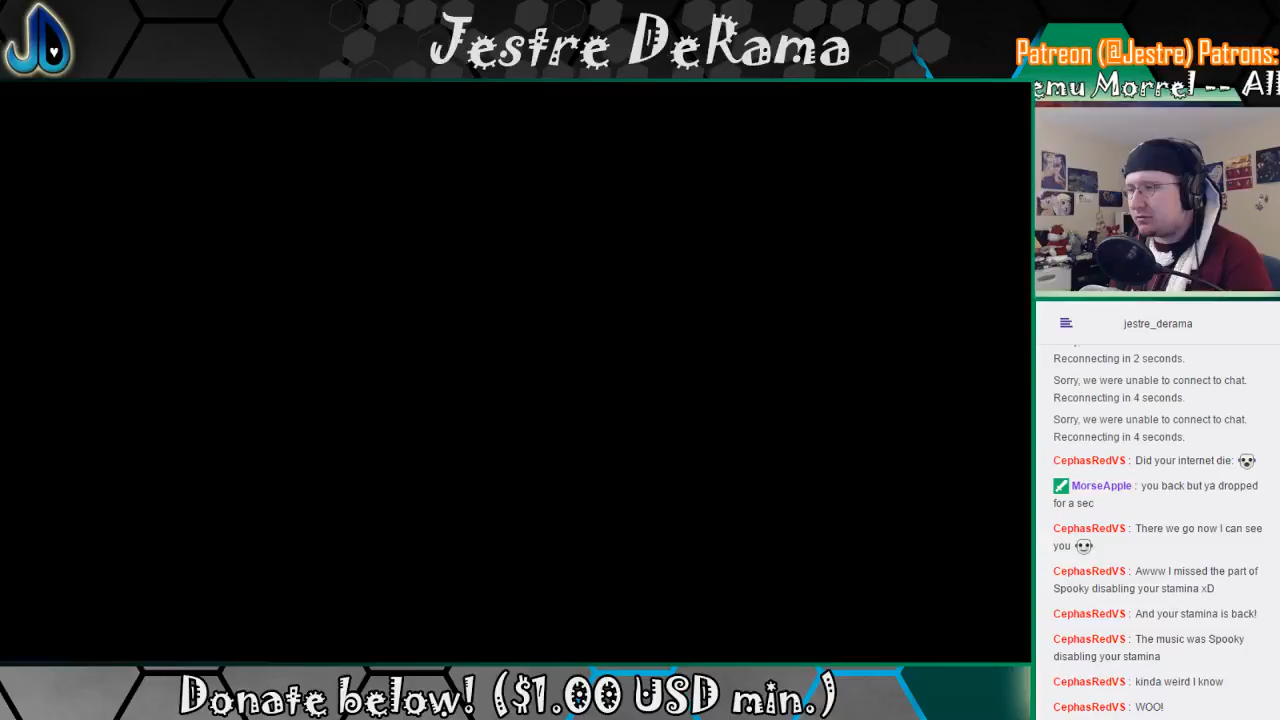 JD
Jestre DeRama
Patreon (@Jestre) Patrons:
emu Morrel -- All
jestre_derama
Reconnecting in 2 seconds.
Sorry, we were unable to connect to chat.
Reconnecting in 4 seconds.
Sorry, we were unable to connect to chat.
Reconnecting in 4 seconds.
CephasRedVS : Did your internet die:
MorseApple : you back but ya dropped
for a sec
CephasRedVS : There we go now I can see
you
CephasRedVS : Awww I missed the part of
Spooky disabling your stamina xD
CephasRedVS : And your stamina is back!
CephasRedVS : The music was Spooky
disabling your stamina
CephasRedVS : kinda weird I know
CephasRedVS : WOO!
Donate below! ($1.00 USD min.)